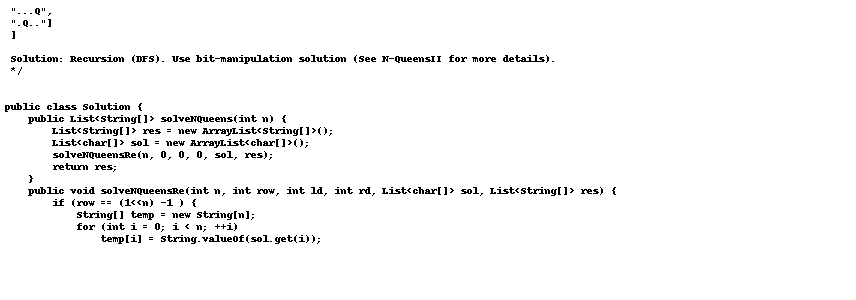 "...Q",
".Q.."]
]
Solution: Recursion (DFS). Use bit-manipulation solution (See N-QueensII for more details).
*/
public class Solution {
public List<String[]> solveNQueens(int n) {
List<String[]> res = new ArrayList<String[]>();
List<char[]> sol = new ArrayList<char[]>();
solveNQueensRe(n, 0, 0, 0, sol, res);
return res;
}
public void solveNQueensRe(int n, int row, int ld, int rd, List<char[]> sol, List<String[]> res) {
if (row == (1<<n) -1 ) {
String[] temp = new String[n];
for (int i = 0; i < n; ++i)
temp[i] = String.valueOf(sol.get(i));